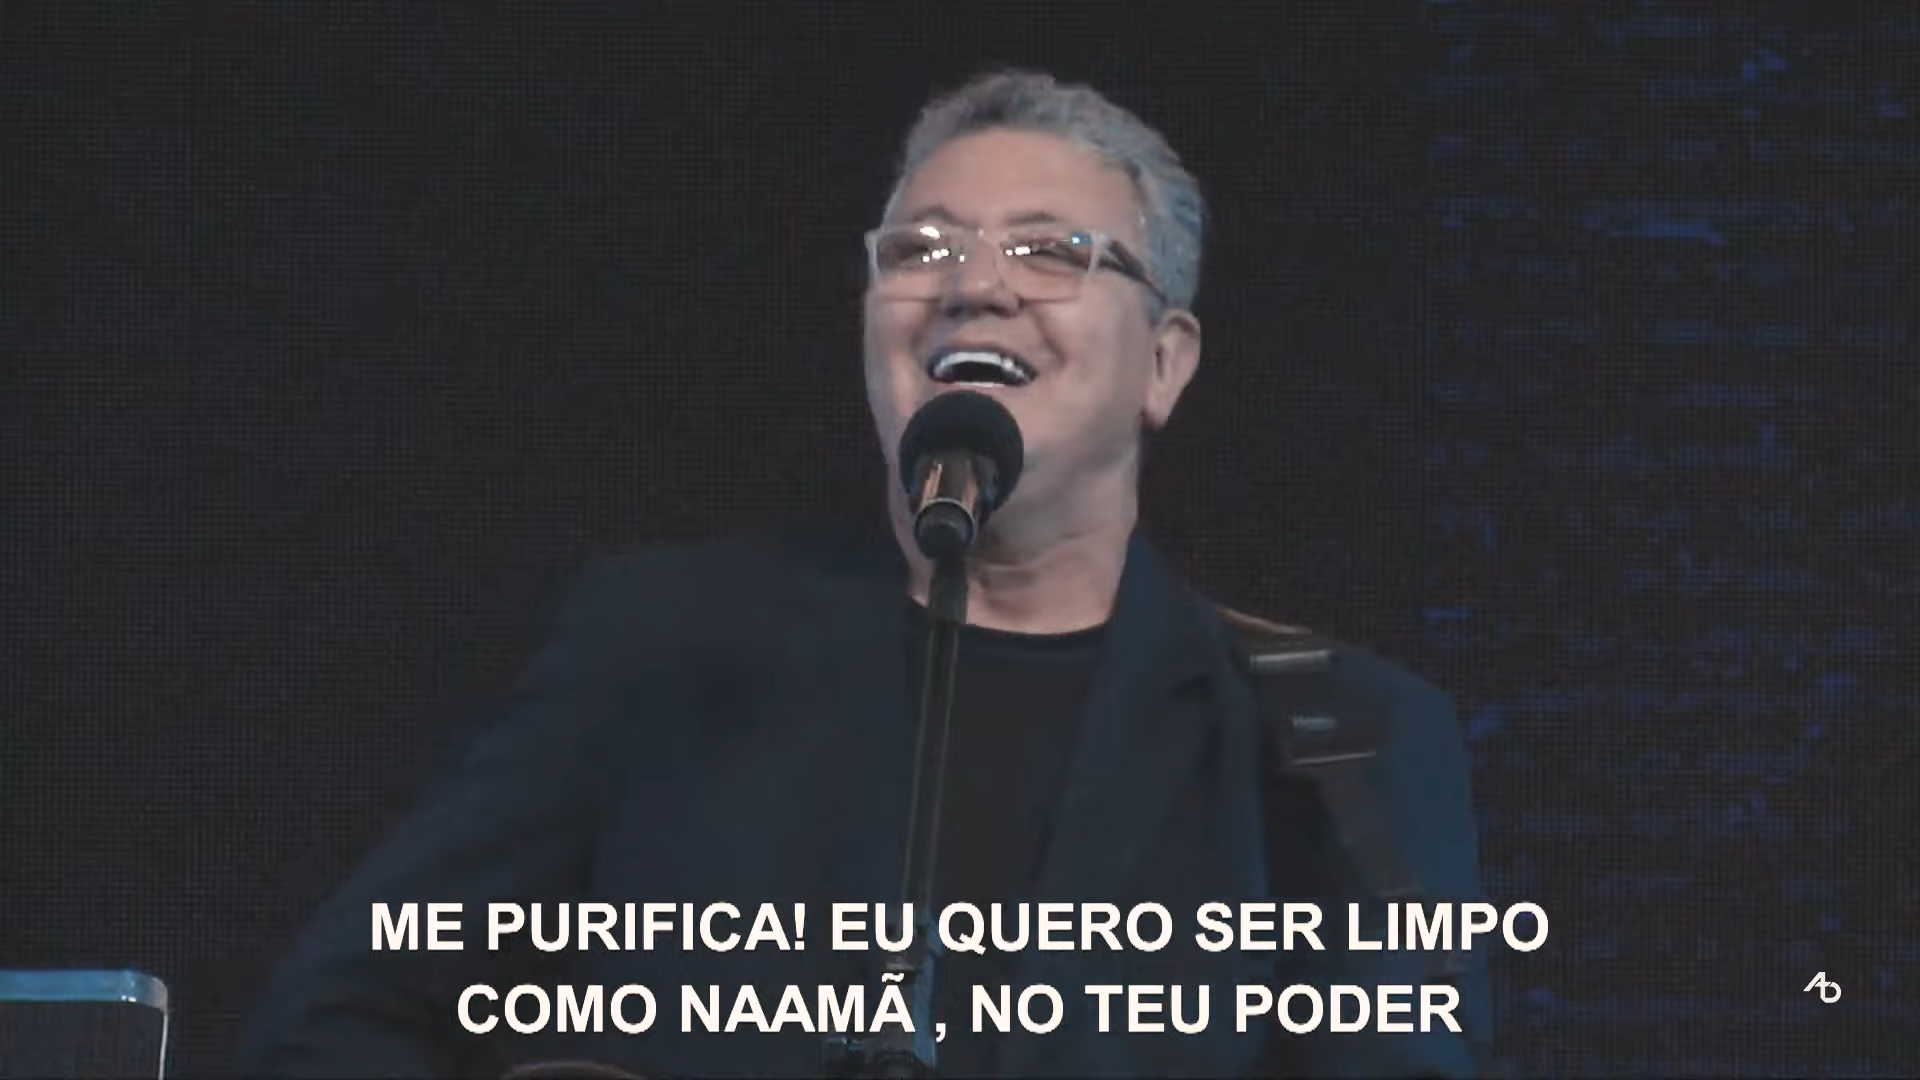 ME PURIFICA! EU QUERO SER LIMPO
COMO NAAMÃ , NO TEU PODER